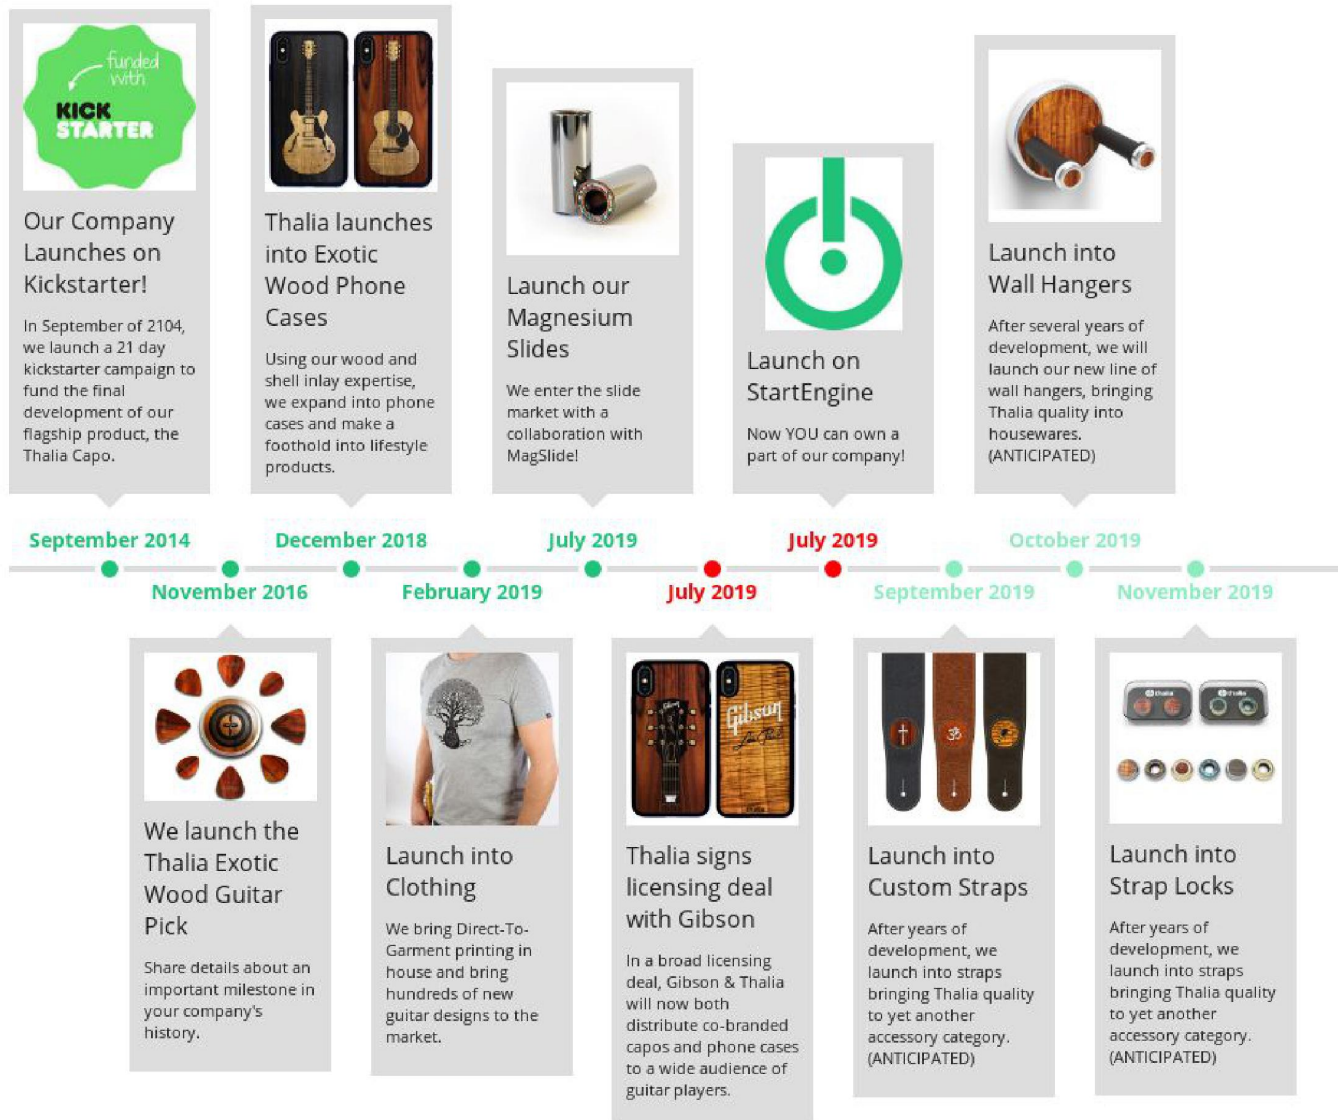 funded
with
KICK
STARTER
Our Company
Launches on
Kickstarter!
In September of 2104,
we launch a 21 day
kickstarter campaign to
fund the final
development of our
flagship product, the
Thalia Capo.
Thalia launches
into Exotic
Wood Phone
Cases
Using our wood and
shell inlay expertise,
we expand into phone
cases and make a
foothold into lifestyle
products.
Launch our
Magnesium
Slides
We enter the slide
market with a
collaboration with
MagSlide!
Launch on
StartEngine
Now YOU can own a
part of our company!
Launch into
Wall Hangers
After several years of
development, we will
launch our new line of
wall hangers, bringing
Thalia quality into
housewares.
(ANTICIPATED)
September 2014
December 2018
July 2019
July 2019
October 2019
November 2016
February 2019
July 2019
September 2019
November 2019
We launch the
Thalia Exotic
Wood Guitar
Pick
Share details about an
important milestone in
your company's
history.
Launch into
Clothing
We bring Direct-To-
Garment printing in
house and bring
hundreds of new
guitar designs to the
market.
Gibson
Gibson
Les Paul
thalia
Thalia signs
licensing deal
with Gibson
In a broad licensing
deal, Gibson & Thalia
will now both
distribute co-branded
capos and phone cases
to a wide audience of
guitar players.
ॐ
Launch into
Custom Straps
After years of
development, we
launch into straps
bringing Thalia quality
to yet another
accessory category.
(ANTICIPATED)
thalia
thalia
Launch into
Strap Locks
After years of
development, we
launch into straps
bringing Thalia quality
to yet another
accessory category.
(ANTICIPATED)